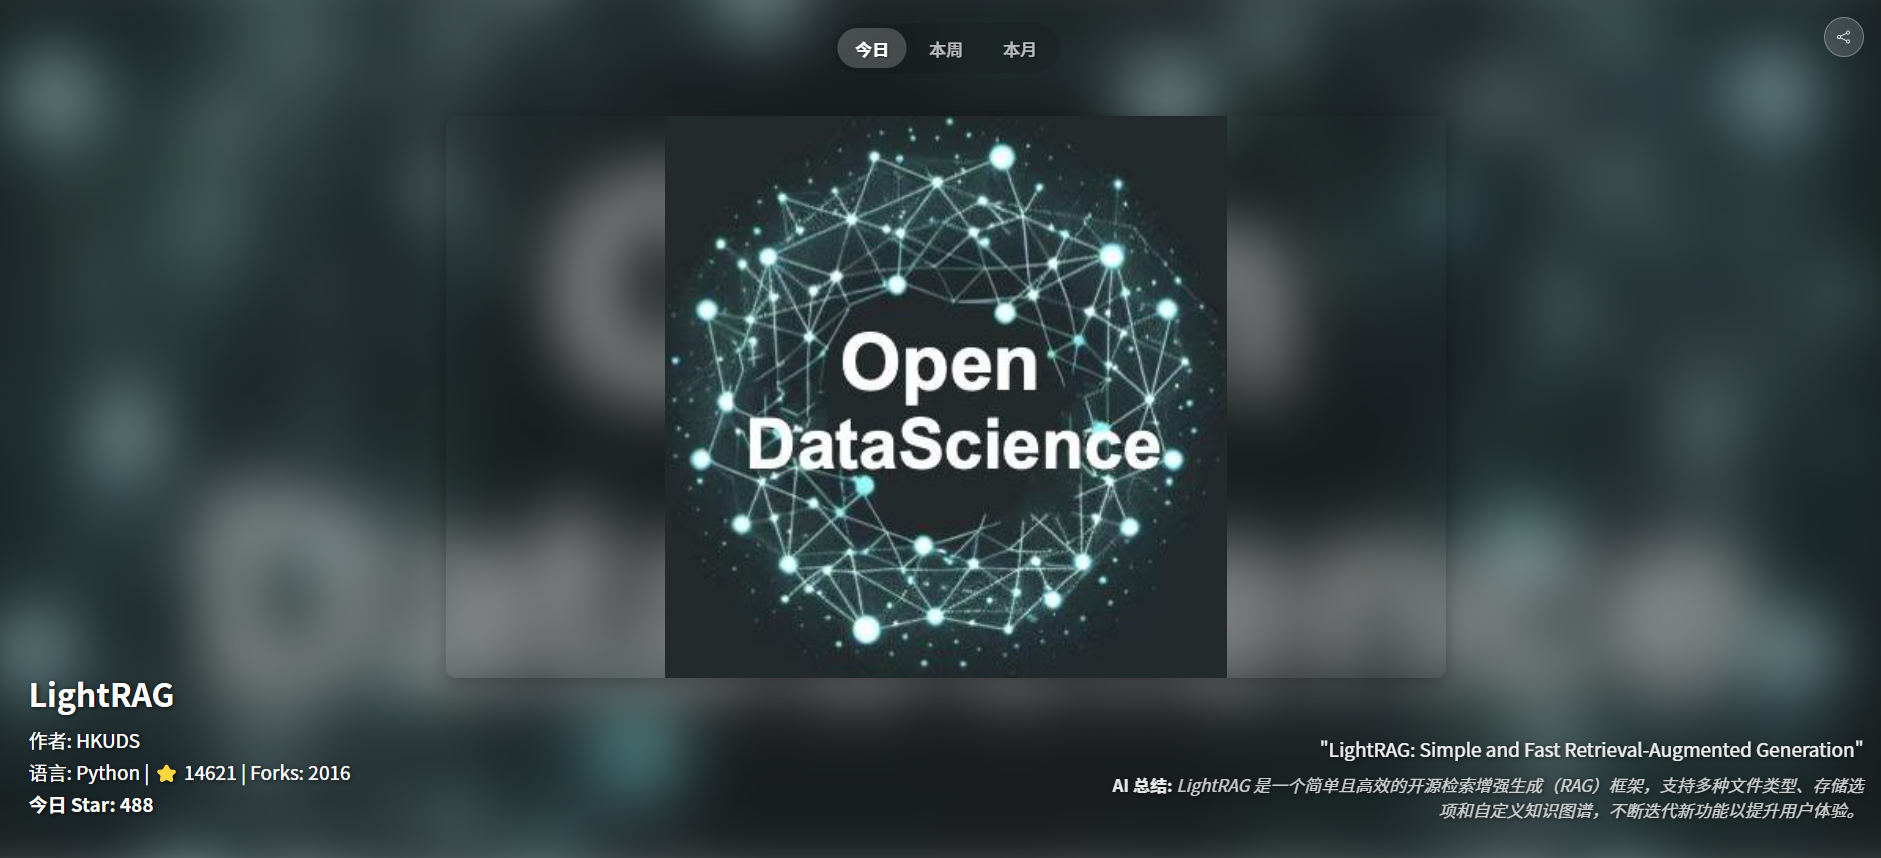 今日 本周 本月
Open
DataScience
LightRAG
作者: HKUDS
语言: Python | ⭐ 14621 | Forks: 2016
今日 Star: 488
"LightRAG: Simple and Fast Retrieval-Augmented Generation"
AI 总结: LightRAG 是一个简单且高效的开源检索增强生成（RAG）框架，支持多种文件类型、存储选
项和自定义知识图谱，不断迭代新功能以提升用户体验。